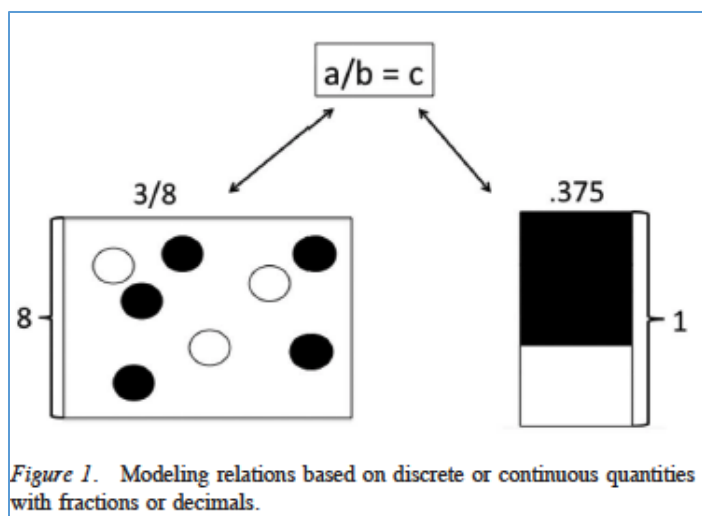 a/b = c
3/8
.375
8
1
Figure 1. Modeling relations based on discrete or continuous quantities
with fractions or decimals.